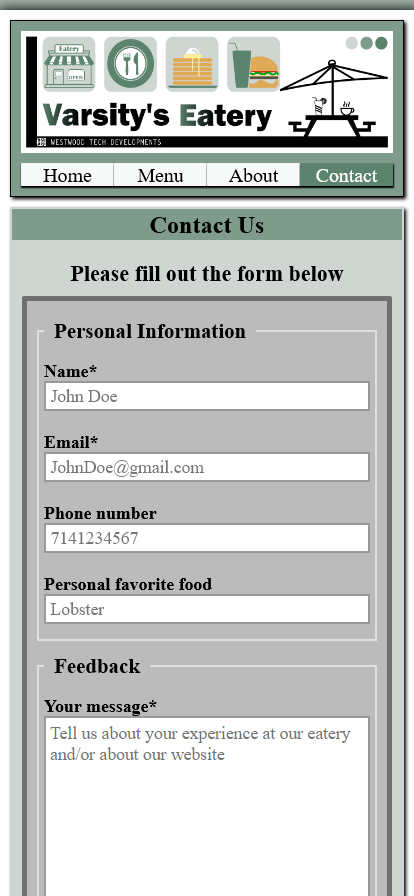 Eatery
OPEN
Varsity's Eatery
WESTWOOD TECH DEVELOPMENTS
Home Menu About Contact
Contact Us
Please fill out the form below
Personal Information
Name*
John Doe
Email*
JohnDoe@gmail.com
Phone number
7141234567
Personal favorite food
Lobster
Feedback
Your message*
Tell us about your experience at our eatery
and/or about our website